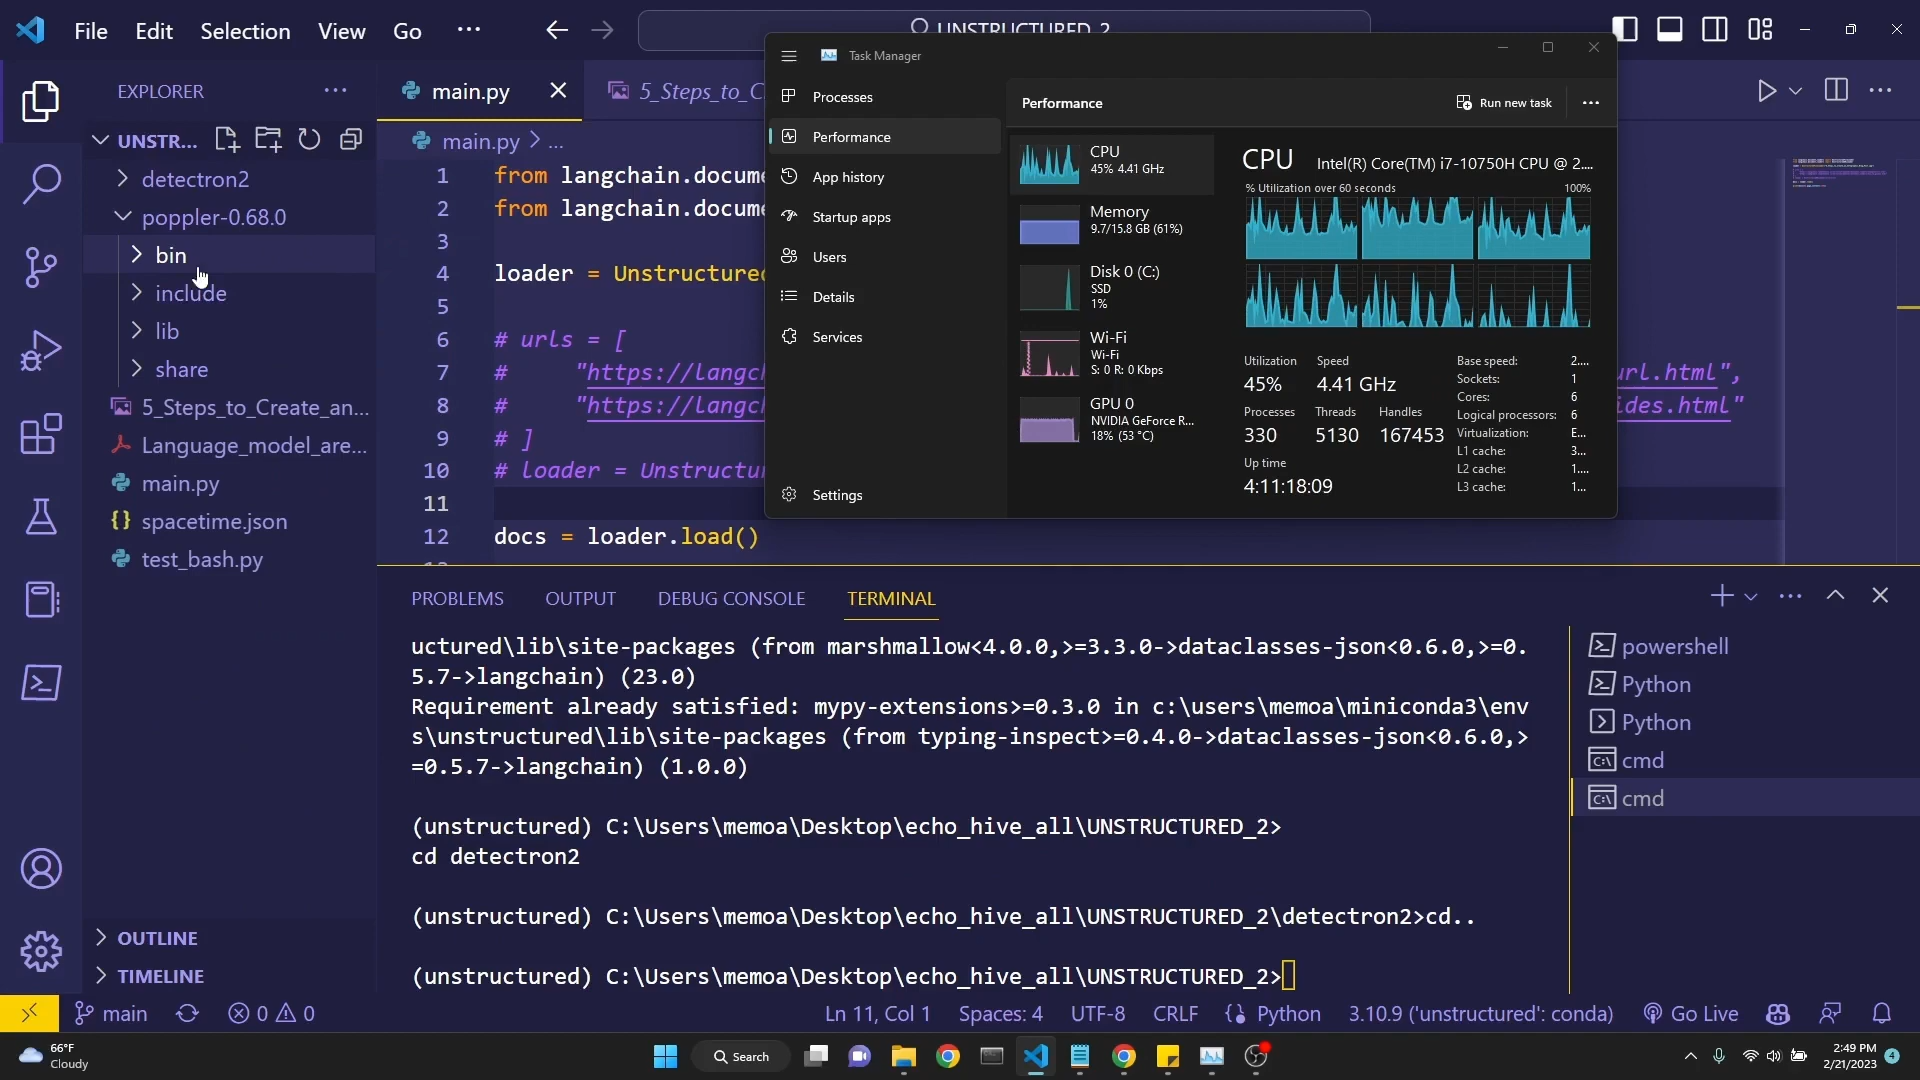 File Edit Selection View Go ···
UNSTRUCTURED_2
EXPLORER
UNSTR...
detectron2
poppler-0.68.0
bin
include
lib
share
5_Steps_to_Create_an...
Language_model_are...
main.py
spacetime.json
test_bash.py
OUTLINE
TIMELINE
main.py
5_Steps_to_C
main.py > ...
1 from langchain.docume
2 from langchain.docume
3
4 loader = Unstructured
5
6 # urls = [
7 # "https://langch
url.html",
8 # "https://langch
ides.html"
9 # ]
10 # loader = Unstructur
11
12 docs = loader.load()
Task Manager
Processes
Performance
App history
Startup apps
Users
Details
Services
Settings
Performance
Run new task
CPU
45% 4.41 GHz
Memory
9.7/15.8 GB (61%)
Disk 0 (C:)
SSD
1%
Wi-Fi
Wi-Fi
S: 0 R: 0 Kbps
GPU 0
NVIDIA GeForce R...
18% (53 °C)
CPU Intel(R) Core(TM) i7-10750H CPU @ 2....
% Utilization over 60 seconds 100%
Utilization Speed
45% 4.41 GHz
Processes Threads Handles
330 5130 167453
Up time
4:11:18:09
Base speed: 2....
Sockets: 1
Cores: 6
Logical processors: 6
Virtualization: E...
L1 cache: 3...
L2 cache: 1....
L3 cache: 1...
PROBLEMS OUTPUT DEBUG CONSOLE TERMINAL
uctured\lib\site-packages (from marshmallow<4.0.0,>=3.3.0->dataclasses-json<0.6.0,>=0.
5.7->langchain) (23.0)
Requirement already satisfied: mypy-extensions>=0.3.0 in c:\users\memoa\miniconda3\env
s\unstructured\lib\site-packages (from typing-inspect>=0.4.0->dataclasses-json<0.6.0,>
=0.5.7->langchain) (1.0.0)
(unstructured) C:\Users\memoa\Desktop\echo_hive_all\UNSTRUCTURED_2>
cd detectron2
(unstructured) C:\Users\memoa\Desktop\echo_hive_all\UNSTRUCTURED_2\detectron2>cd..
(unstructured) C:\Users\memoa\Desktop\echo_hive_all\UNSTRUCTURED_2>
powershell
Python
Python
cmd
cmd
main 0 0 Ln 11, Col 1 Spaces: 4 UTF-8 CRLF Python 3.10.9 ('unstructured': conda) Go Live
66°F
Cloudy
Search
2:49 PM
2/21/2023
4